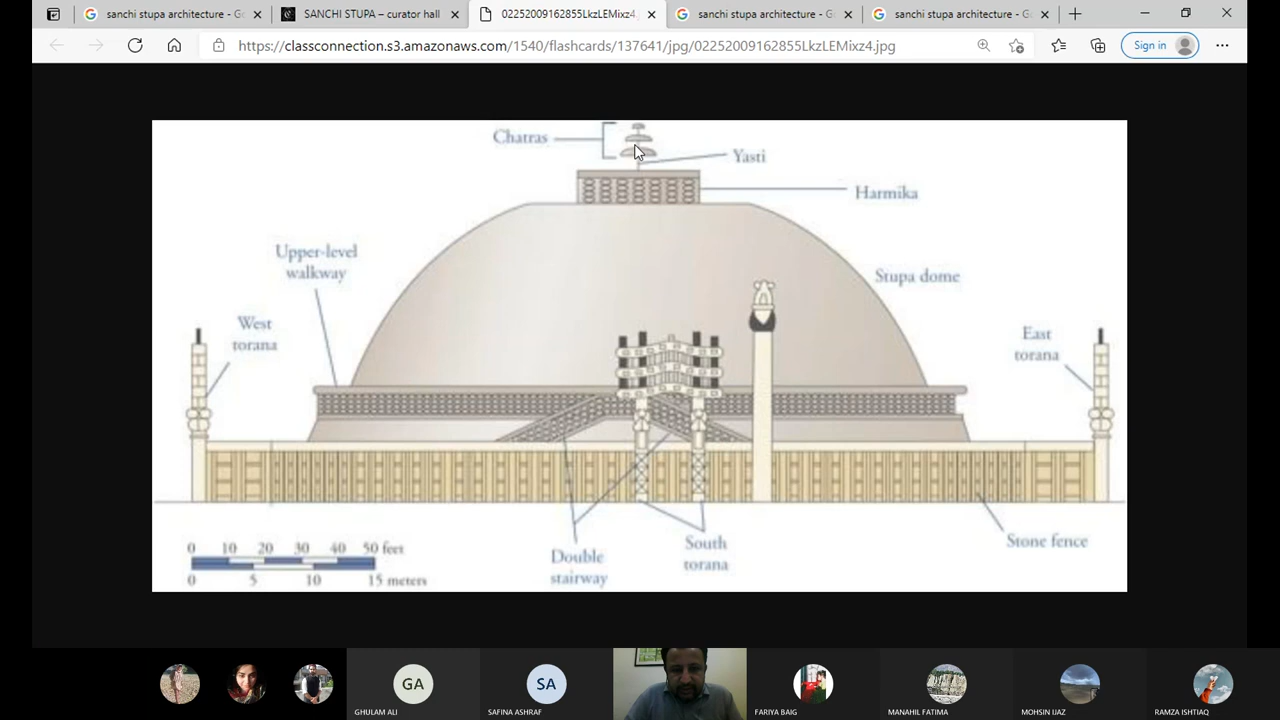 sanchi stupa architecture - Go
SANCHI STUPA – curator hall
02252009162855LkzLEMixz4.j
sanchi stupa architecture - Go
sanchi stupa architecture - Go
https://classconnection.s3.amazonaws.com/1540/flashcards/137641/jpg/02252009162855LkzLEMixz4.jpg
Sign in
Chatras
Yasti
Harmika
Upper-level
walkway
Stupa dome
West
torana
East
torana
0 10 20 30 40 50 feet
0 5 10 15 meters
Double
stairway
South
torana
Stone fence
GA
SA
GHULAM ALI
SAFINA ASHRAF
FARIYA BAIG
MANAHIL FATIMA
MOHSIN IJAZ
RAMZA ISHTIAQ